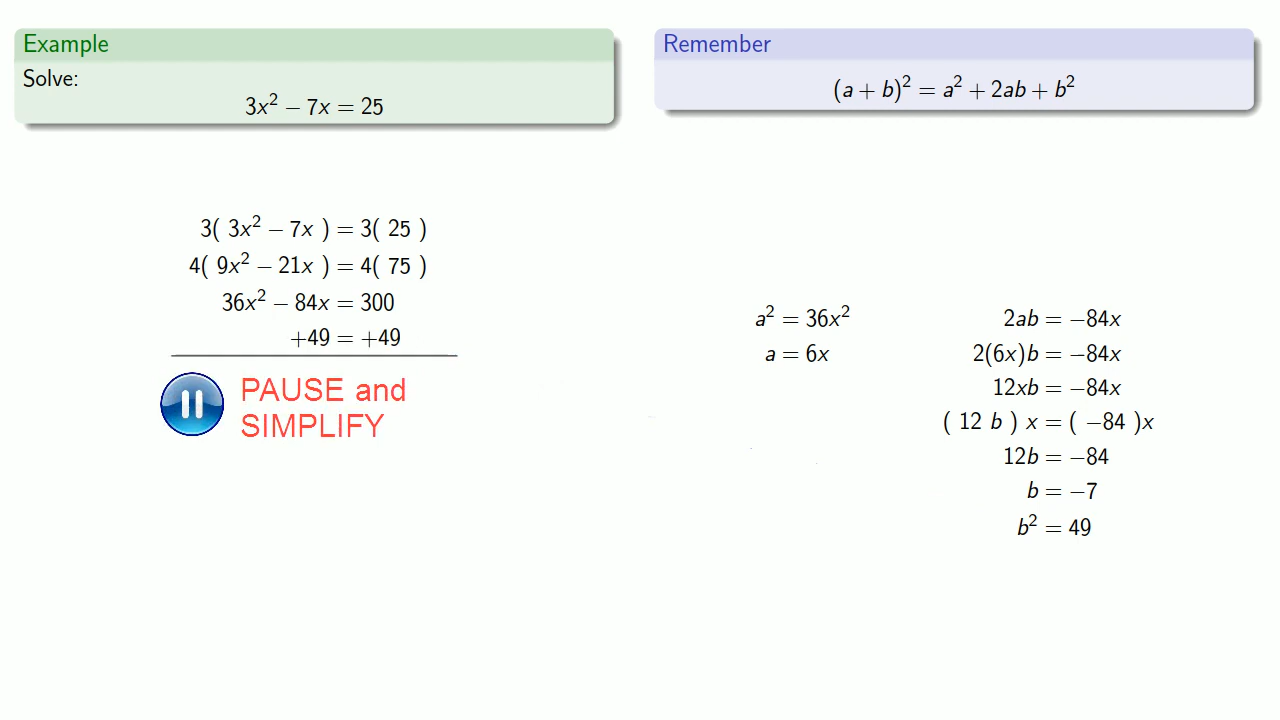 Example
Solve:
3x² − 7x = 25
Remember
(a + b)² = a² + 2ab + b²
3( 3x² − 7x ) = 3( 25 )
4( 9x² − 21x ) = 4( 75 )
36x² − 84x = 300
+49 = +49
PAUSE and
SIMPLIFY
a² = 36x²
a = 6x
2ab = −84x
2(6x)b = −84x
12xb = −84x
( 12 b ) x = ( −84 )x
12b = −84
b = −7
b² = 49